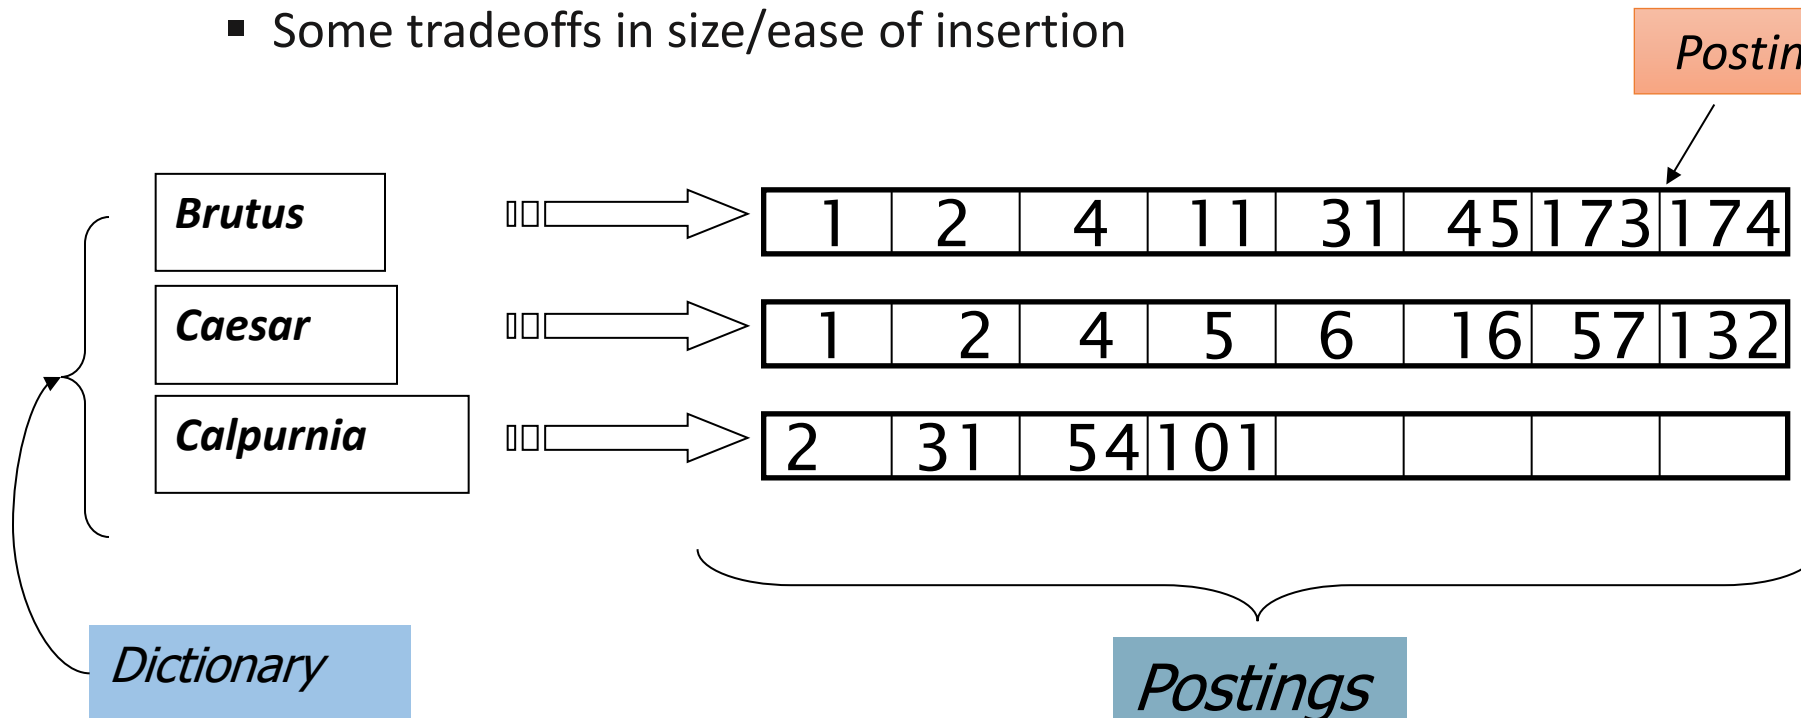 ▪ Some tradeoffs in size/ease of insertion
Postin
Brutus 1 2 4 11 31 45 173 174
Caesar 1 2 4 5 6 16 57 132
Calpurnia 2 31 54 101
Dictionary
Postings